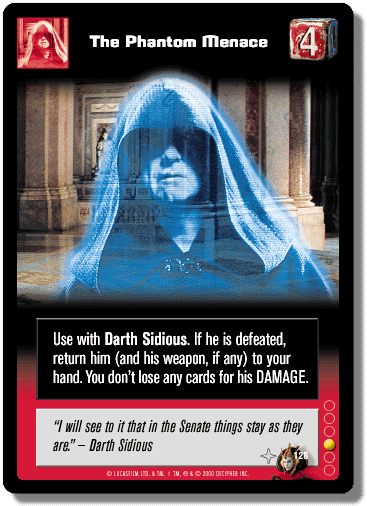 The Phantom Menace
4
Use with Darth Sidious. If he is defeated,
return him (and his weapon, if any) to your
hand. You don't lose any cards for his DAMAGE.
"I will see to it that in the Senate things stay as they
are." – Darth Sidious
126
© LUCASFILM LTD. & TM. ! TM, ® & © 2000 DECIPHER INC.